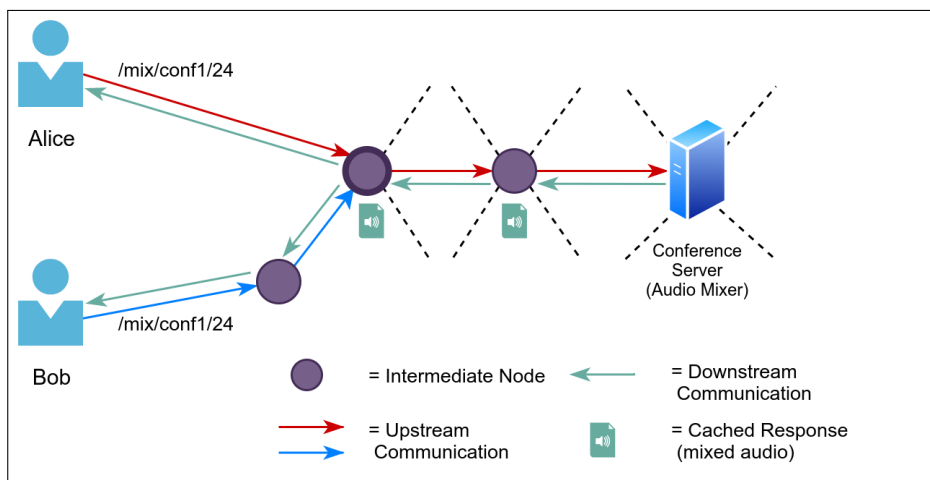 /mix/conf1/24
Alice
Conference
Server
(Audio Mixer)
/mix/conf1/24
Bob
= Intermediate Node
= Downstream
Communication
= Upstream
Communication
= Cached Response
(mixed audio)